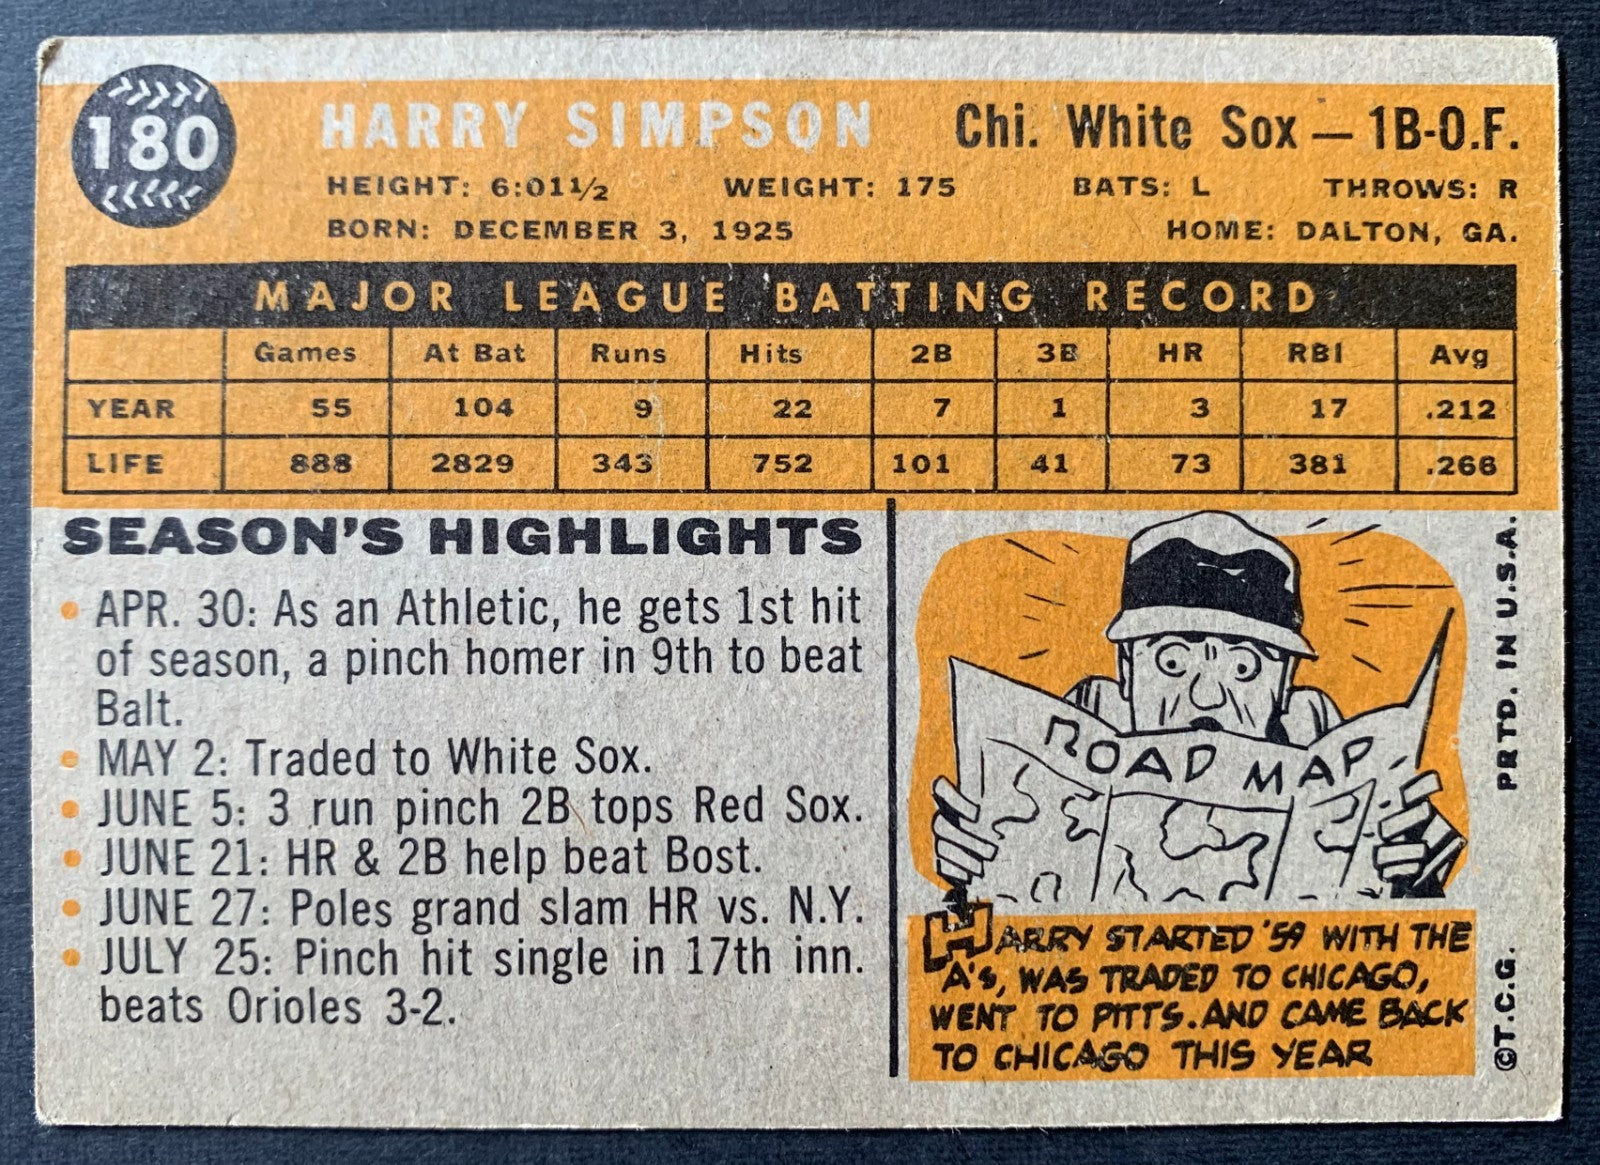 180
HARRY SIMPSON Chi. White Sox — 1B-O.F.
HEIGHT: 6:01½ WEIGHT: 175 BATS: L THROWS: R
BORN: DECEMBER 3, 1925 HOME: DALTON, GA.
MAJOR LEAGUE BATTING RECORD
Games At Bat Runs Hits 2B 3B HR RBI Avg
YEAR 55 104 9 22 7 1 3 17 .212
LIFE 888 2829 343 752 101 41 73 381 .266
SEASON'S HIGHLIGHTS
• APR. 30: As an Athletic, he gets 1st hit
of season, a pinch homer in 9th to beat
Balt.
• MAY 2: Traded to White Sox.
• JUNE 5: 3 run pinch 2B tops Red Sox.
• JUNE 21: HR & 2B help beat Bost.
• JUNE 27: Poles grand slam HR vs. N.Y.
• JULY 25: Pinch hit single in 17th inn.
beats Orioles 3-2.
ROAD MAP
HARRY STARTED '59 WITH THE
A's, WAS TRADED TO CHICAGO,
WENT TO PITTS. AND CAME BACK
TO CHICAGO THIS YEAR
©T.C.G. PRTD. IN U.S.A.